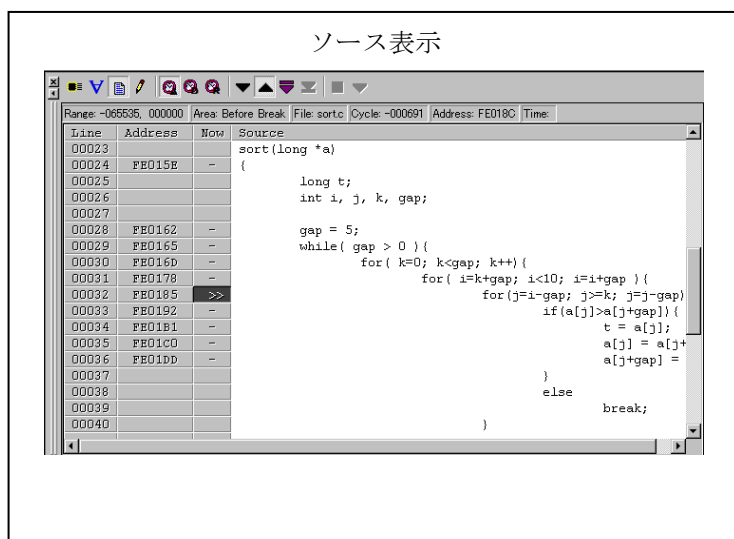 ソース表示
Range: -065535, 000000 Area: Before Break File: sort.c Cycle: -000691 Address: FE018C Time:
Line Address Now Source
00023 sort(long *a)
00024 FE015E - {
00025 long t;
00026 int i, j, k, gap;
00027
00028 FE0162 - gap = 5;
00029 FE0165 - while( gap > 0 ){
00030 FE016D - for( k=0; k<gap; k++){
00031 FE0178 - for( i=k+gap; i<10; i=i+gap ){
00032 FE0185 >> for(j=i-gap; j>=k; j=j-gap)
00033 FE0192 - if(a[j]>a[j+gap]){
00034 FE01B1 - t = a[j];
00035 FE01C0 - a[j] = a[j+
00036 FE01DD - a[j+gap] =
00037 }
00038 else
00039 break;
00040 }